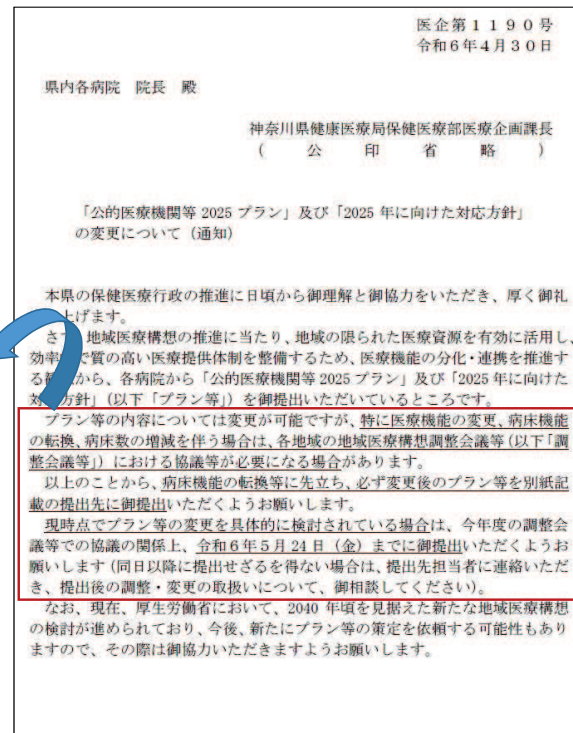 医企第１１９０号
令和６年４月３０日
県内各病院　院長　殿
神奈川県健康医療局保健医療部医療企画課長
（　公　印　省　略　）
「公的医療機関等 2025 プラン」及び「2025 年に向けた対応方針」
の変更について（通知）
本県の保健医療行政の推進に日頃から御理解と御協力をいただき、厚く御礼
上げます。
さて、地域医療構想の推進に当たり、地域の限られた医療資源を有効に活用し、
効率的で質の高い医療提供体制を整備するため、医療機能の分化・連携を推進す
る観点から、各病院から「公的医療機関等 2025 プラン」及び「2025 年に向けた
対応方針」（以下「プラン等」）を御提出いただいているところです。
プラン等の内容については変更が可能ですが、特に医療機能の変更、病床機能
の転換、病床数の増減を伴う場合は、各地域の地域医療構想調整会議等（以下「調
整会議等」）における協議等が必要になる場合があります。
以上のことから、病床機能の転換等に先立ち、必ず変更後のプラン等を別紙記
載の提出先に御提出いただくようお願いします。
現時点でプラン等の変更を具体的に検討されている場合は、今年度の調整会
議等での協議の関係上、令和６年５月 24 日（金）までに御提出いただくようお
願いします（同日以降に提出せざるを得ない場合は、提出先担当者に連絡いただ
き、提出後の調整・変更の取扱いについて、御相談してください）。
なお、現在、厚生労働省において、2040 年頃を見据えた新たな地域医療構想
の検討が進められており、今後、新たにプラン等の策定を依頼する可能性もあり
ますので、その際は御協力いただきますようお願いします。